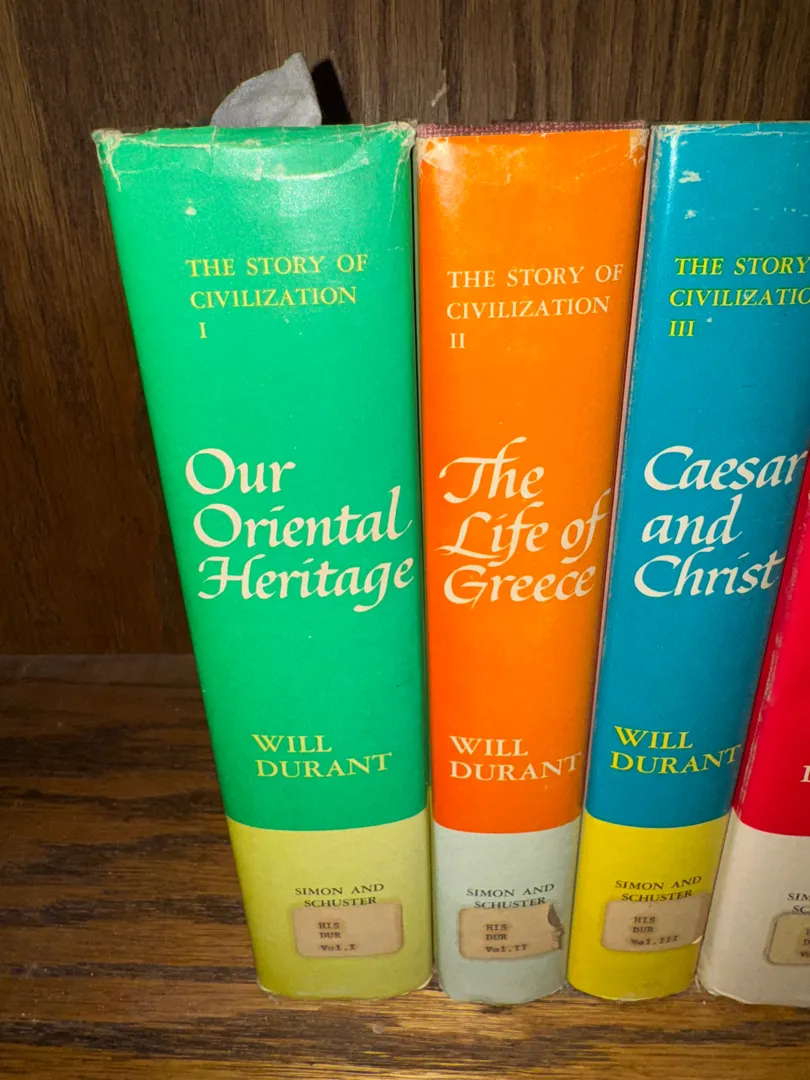 THE STORY OF
CIVILIZATION
I
Our
Oriental
Heritage
WILL
DURANT
SIMON AND
SCHUSTER
HIS
DUR
Vol.I
THE STORY OF
CIVILIZATION
II
The
Life of
Greece
WILL
DURANT
SIMON AND
SCHUSTER
HIS
DUR
Vol.II
THE STORY
CIVILIZATIO
III
Caesar
and
Christ
WILL
DURANT
SIMON AND
SCHUSTER
HIS
DUR
Vol.III